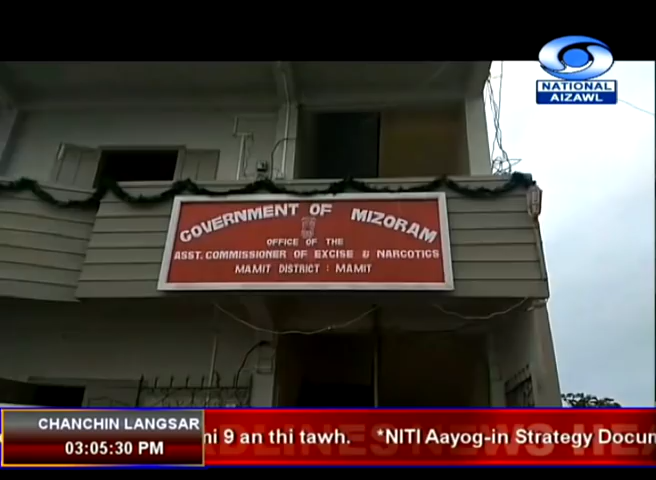 NATIONAL
AIZAWL
GOVERNMENT OF MIZORAM
OFFICE OF THE
ASST. COMMISSIONER OF EXCISE & NARCOTICS
MAMIT DISTRICT : MAMIT
CHANCHIN LANGSAR
03:05:30 PM
mi 9 an thi tawh. *NITI Aayog-in Strategy Docum